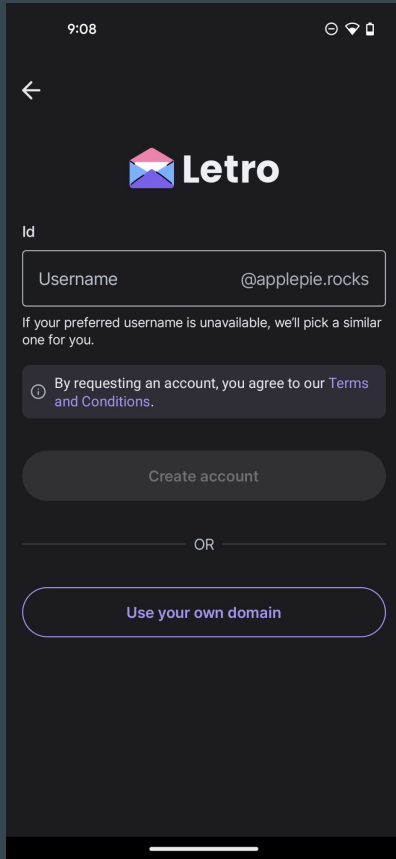 9:08
Letro
Id
Username @applepie.rocks
If your preferred username is unavailable, we'll pick a similar
one for you.
By requesting an account, you agree to our Terms
and Conditions.
Create account
OR
Use your own domain